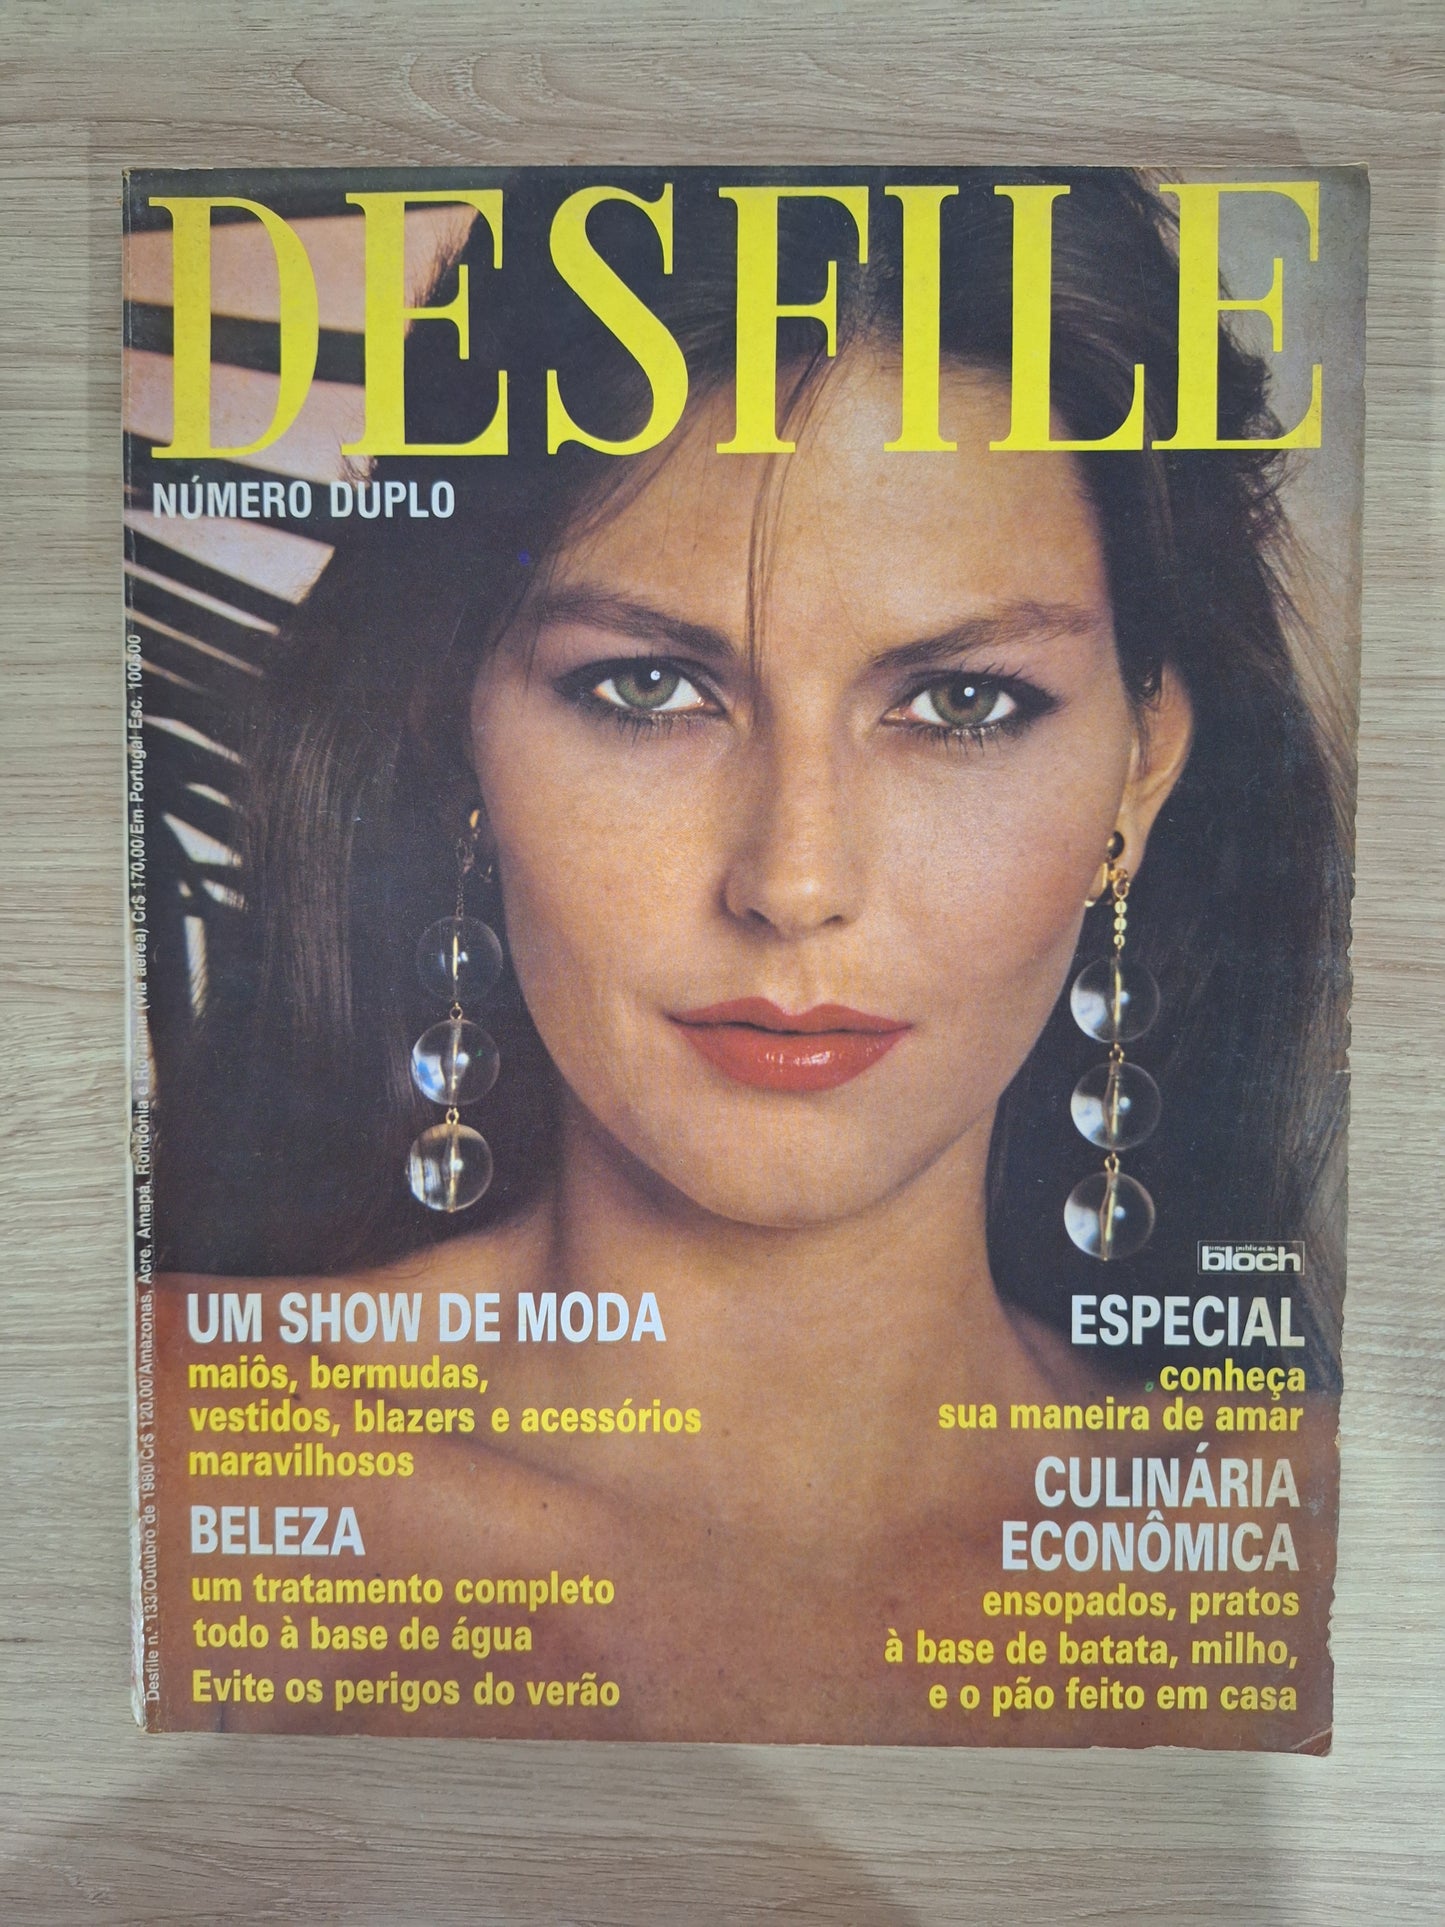 DESFILE
NÚMERO DUPLO
Desfile n.° 133/Outubro de 1980/Cr$ 120,00/Amazonas, Acre, Amapá, Rondônia e Roraima (via aérea) Cr$ 170,00/Em Portugal Esc. 100$00
uma publicação
bloch
UM SHOW DE MODA
maiôs, bermudas,
vestidos, blazers e acessórios
maravilhosos
BELEZA
um tratamento completo
todo à base de água
Evite os perigos do verão
ESPECIAL
conheça
sua maneira de amar
CULINÁRIA
ECONÔMICA
ensopados, pratos
à base de batata, milho,
e o pão feito em casa